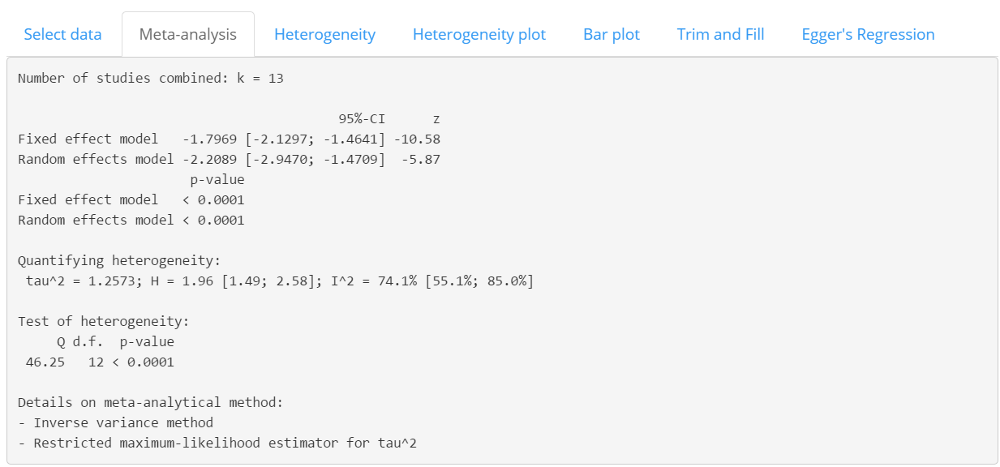 Select data Meta-analysis Heterogeneity Heterogeneity plot Bar plot Trim and Fill Egger's Regression
Number of studies combined: k = 13
95%-CI z
Fixed effect model -1.7969 [-2.1297; -1.4641] -10.58
Random effects model -2.2089 [-2.9470; -1.4709] -5.87
p-value
Fixed effect model < 0.0001
Random effects model < 0.0001
Quantifying heterogeneity:
tau^2 = 1.2573; H = 1.96 [1.49; 2.58]; I^2 = 74.1% [55.1%; 85.0%]
Test of heterogeneity:
Q d.f. p-value
46.25 12 < 0.0001
Details on meta-analytical method:
- Inverse variance method
- Restricted maximum-likelihood estimator for tau^2